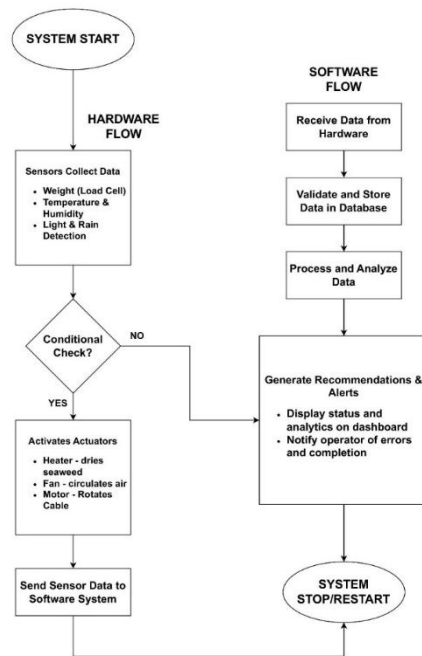 SYSTEM START
HARDWARE
FLOW
Sensors Collect Data
Weight (Load Cell)
Temperature &
Humidity
Light & Rain
Detection
Conditional
Check?
NO
YES
Activates Actuators
Heater - dries
seaweed
Fan - circulates air
Motor - Rotates
Cable
Send Sensor Data to
Software System
SOFTWARE
FLOW
Receive Data from
Hardware
Validate and Store
Data in Database
Process and Analyze
Data
Generate Recommendations &
Alerts
Display status and
analytics on dashboard
Notify operator of errors
and completion
SYSTEM
STOP/RESTART